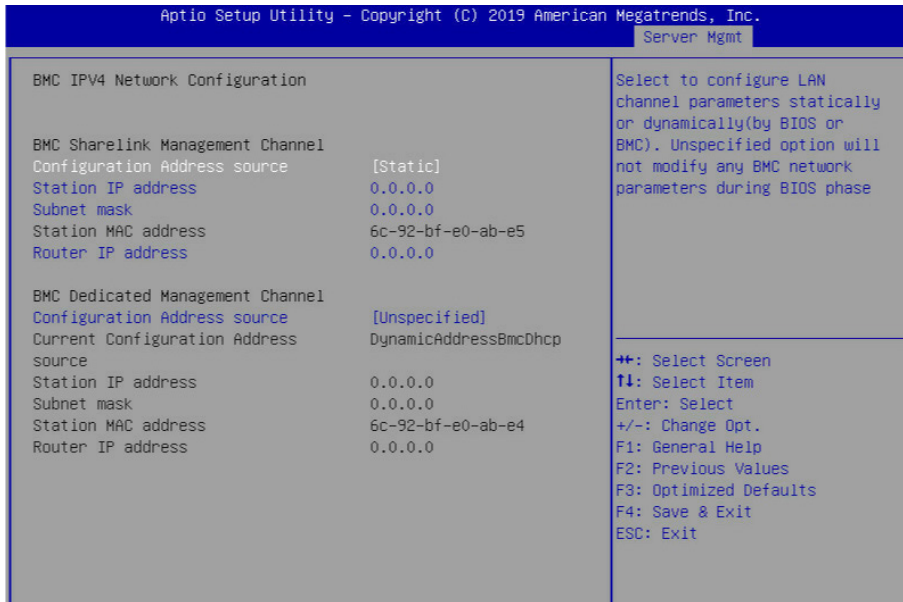 Aptio Setup Utility – Copyright (C) 2019 American Megatrends, Inc.
Server Mgmt
BMC IPV4 Network Configuration
BMC Sharelink Management Channel
Configuration Address source [Static]
Station IP address 0.0.0.0
Subnet mask 0.0.0.0
Station MAC address 6c-92-bf-e0-ab-e5
Router IP address 0.0.0.0
BMC Dedicated Management Channel
Configuration Address source [Unspecified]
Current Configuration Address DynamicAddressBmcDhcp
source
Station IP address 0.0.0.0
Subnet mask 0.0.0.0
Station MAC address 6c-92-bf-e0-ab-e4
Router IP address 0.0.0.0
Select to configure LAN
channel parameters statically
or dynamically(by BIOS or
BMC). Unspecified option will
not modify any BMC network
parameters during BIOS phase
→←: Select Screen
↑↓: Select Item
Enter: Select
+/-: Change Opt.
F1: General Help
F2: Previous Values
F3: Optimized Defaults
F4: Save & Exit
ESC: Exit